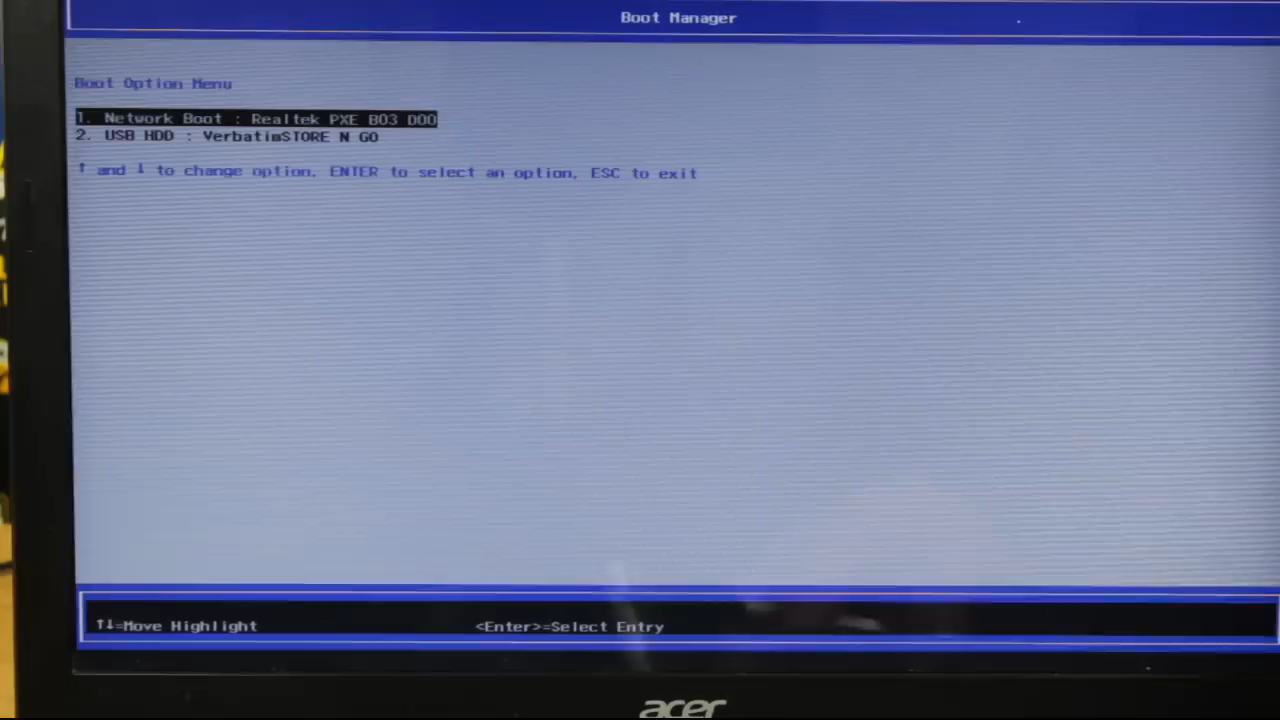 Boot Manager
Boot Option Menu
1. Network Boot : Realtek PXE B03 D00
2. USB HDD : VerbatimSTORE N GO
↑ and ↓ to change option, ENTER to select an option, ESC to exit
↑↓=Move Highlight
<Enter>=Select Entry
acer